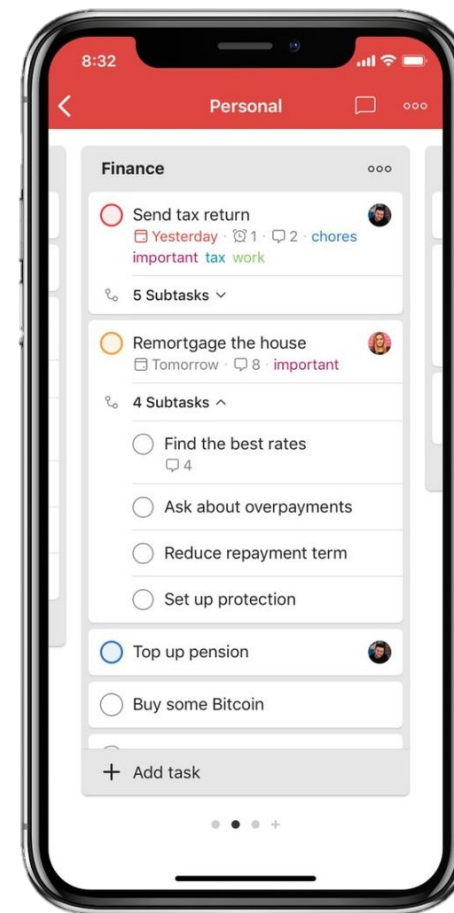 8:32
Personal
Finance
Send tax return
Yesterday · 1 · 2 · chores
important tax work
5 Subtasks
Remortgage the house
Tomorrow · 8 · important
4 Subtasks
Find the best rates
4
Ask about overpayments
Reduce repayment term
Set up protection
Top up pension
Buy some Bitcoin
+ Add task